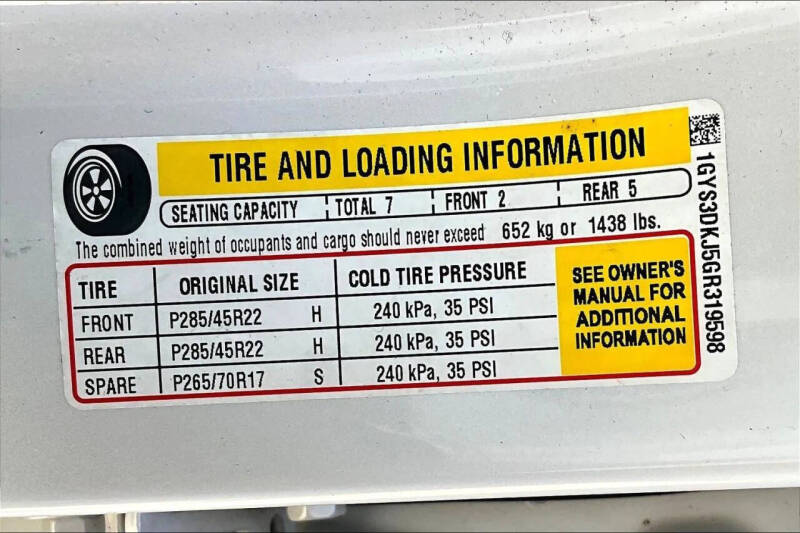 TIRE AND LOADING INFORMATION
SEATING CAPACITY TOTAL 7 FRONT 2 REAR 5
The combined weight of occupants and cargo should never exceed 652 kg or 1438 lbs.
TIRE ORIGINAL SIZE COLD TIRE PRESSURE
FRONT P285/45R22 H 240 kPa, 35 PSI
REAR P285/45R22 H 240 kPa, 35 PSI
SPARE P265/70R17 S 240 kPa, 35 PSI
SEE OWNER'S
MANUAL FOR
ADDITIONAL
INFORMATION
1GYS3DKJ5GR319598